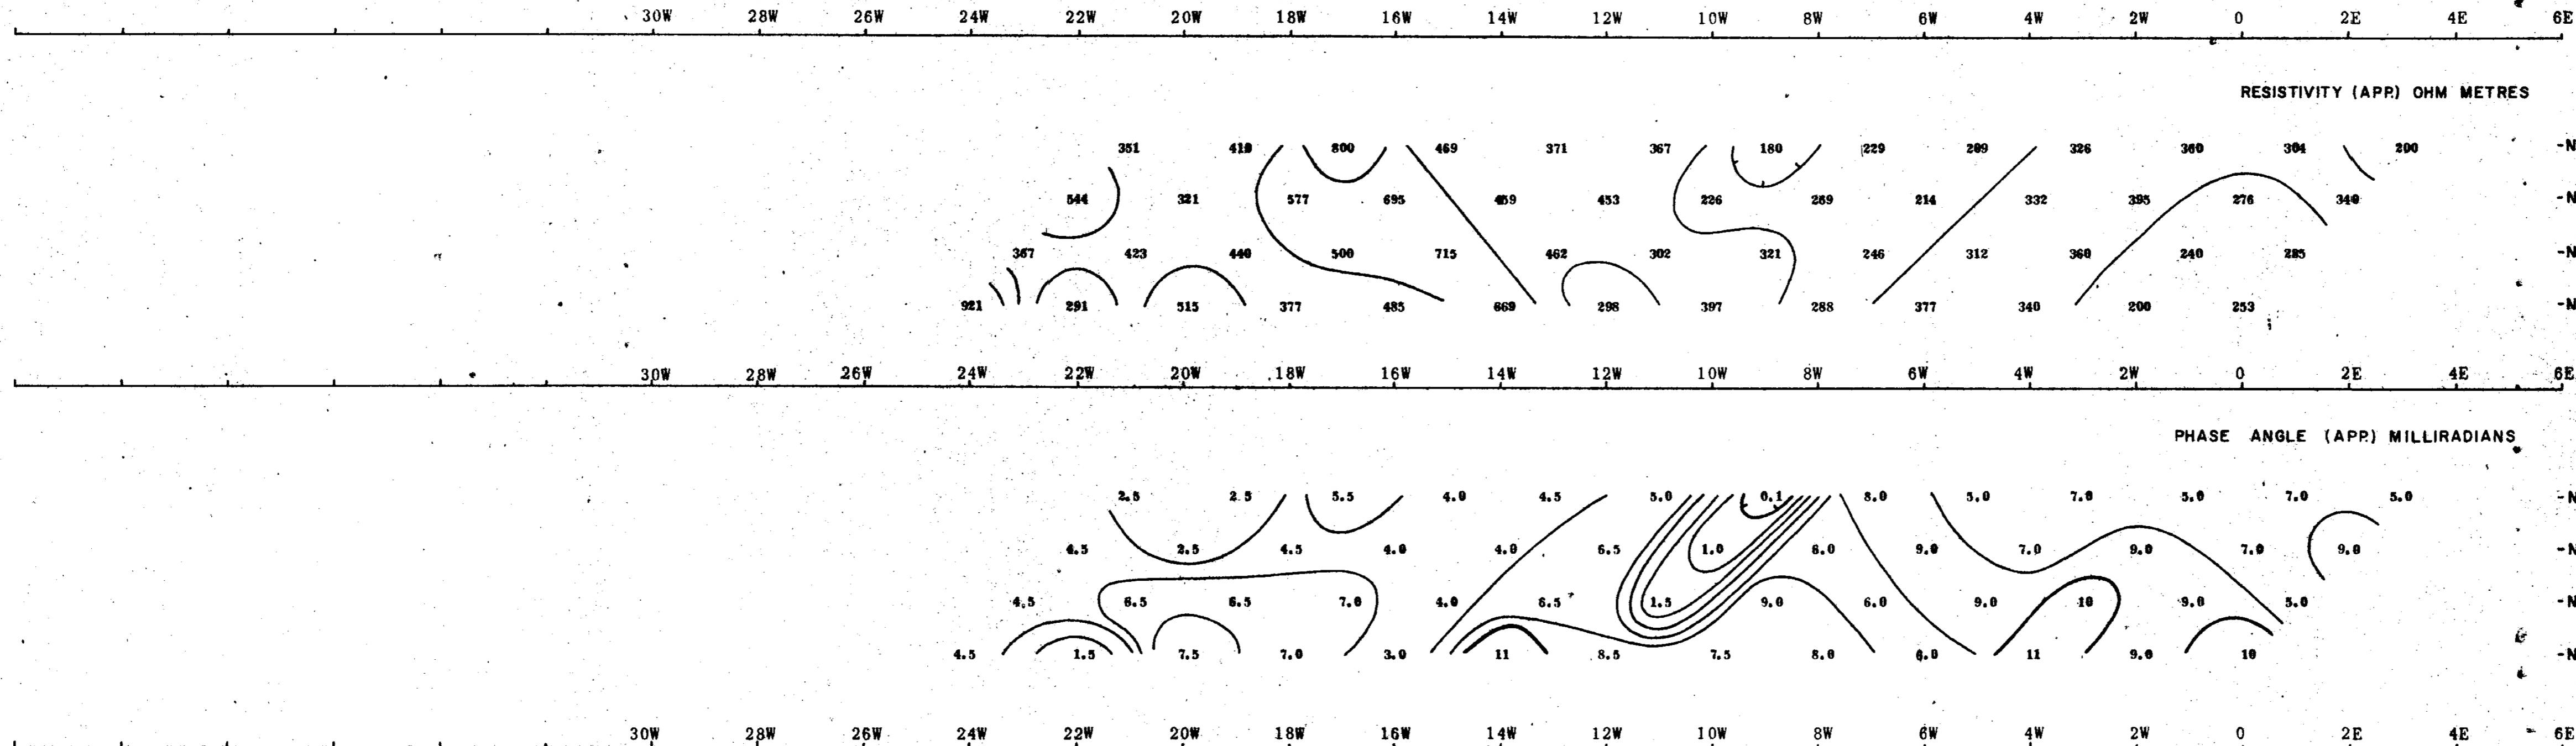 30W 28W 26W 24W 22W 20W 18W 16W 14W 12W 10W 8W 6W 4W 2W 0 2E 4E 6E
RESISTIVITY (APP.) OHM METRES
351 419 800 469 371 367 180 229 209 326 360 304 200 -N
544 321 577 695 459 453 226 269 214 332 395 276 340 -N
367 423 440 500 715 462 302 321 246 312 360 240 285 -N
921 291 515 377 485 669 298 397 288 377 340 200 253 -N
30W 28W 26W 24W 22W 20W 18W 16W 14W 12W 10W 8W 6W 4W 2W 0 2E 4E 6E
PHASE ANGLE (APP.) MILLIRADIANS
2.5 2.5 5.5 4.0 4.5 5.0 0.1 8.0 5.0 7.0 5.0 7.0 5.0 -N
4.5 2.5 4.5 4.0 4.0 6.5 1.0 8.0 9.0 7.0 9.0 7.0 9.0 -N
4.5 6.5 6.5 7.0 4.0 6.5 1.5 9.0 6.0 9.0 10 9.0 5.0 -N
4.5 1.5 7.5 7.0 3.0 11 8.5 7.5 8.0 6.0 11 9.0 10 -N
30W 28W 26W 24W 22W 20W 18W 16W 14W 12W 10W 8W 6W 4W 2W 0 2E 4E 6E